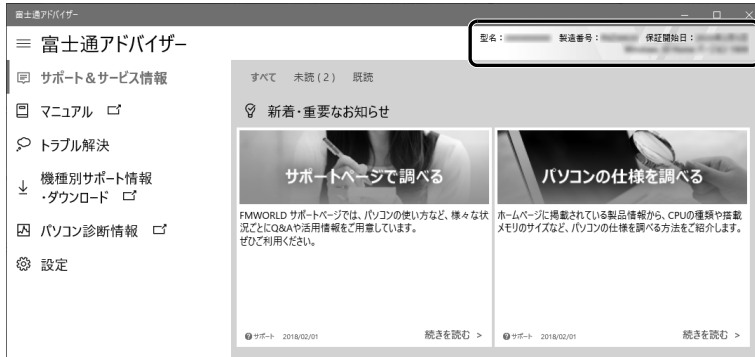 富士通アドバイザー
富士通アドバイザー
型名： 製造番号： 保証開始日：
サポート＆サービス情報
マニュアル
トラブル解決
機種別サポート情報
・ダウンロード
パソコン診断情報
設定
すべて 未読(2) 既読
新着・重要なお知らせ
サポートページで調べる
FMWORLD サポートページでは、パソコンの使い方など、様々な状
況ごとにQ&Aや活用情報をご用意しています。
ぜひご利用ください。
サポート 2018/02/01 続きを読む >
パソコンの仕様を調べる
ホームページに掲載されている製品情報から、CPUの種類や搭載
メモリのサイズなど、パソコンの仕様を調べる方法をご紹介します。
サポート 2018/02/01 続きを読む >